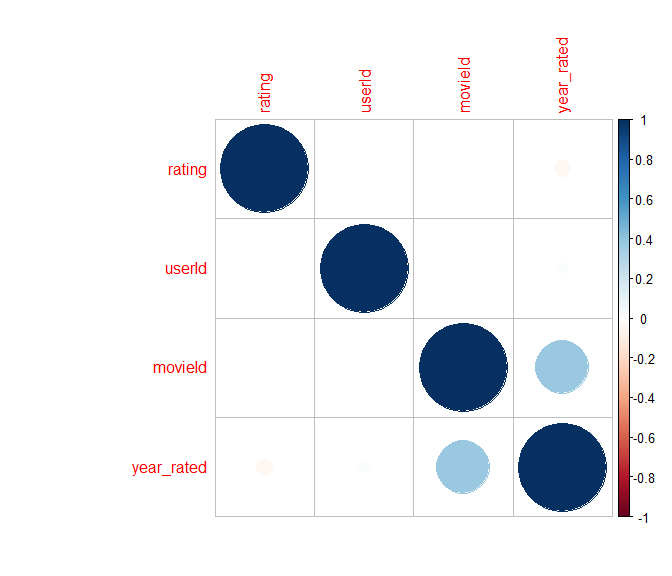 rating
userId
movieId
year_rated
rating
userId
movieId
year_rated
1
0.8
0.6
0.4
0.2
0
-0.2
-0.4
-0.6
-0.8
-1